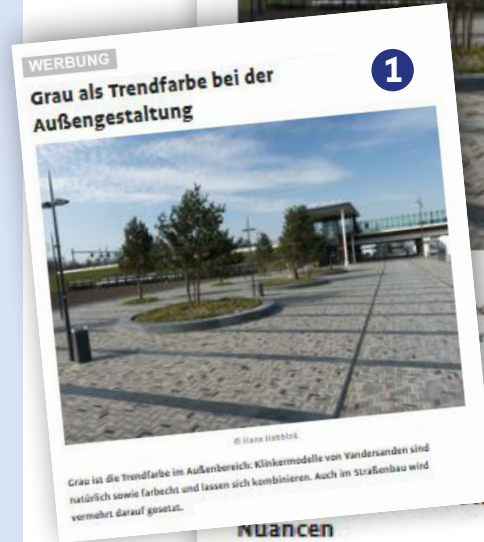 WERBUNG
1
Grau als Trendfarbe bei der
Außengestaltung
© Hans Hebbink
Grau ist die Trendfarbe im Außenbereich: Klinkermodelle von Vandersanden sind
natürlich sowie farbecht und lassen sich kombinieren. Auch im Straßenbau wird
vermehrt darauf gesetzt.
Nuancen